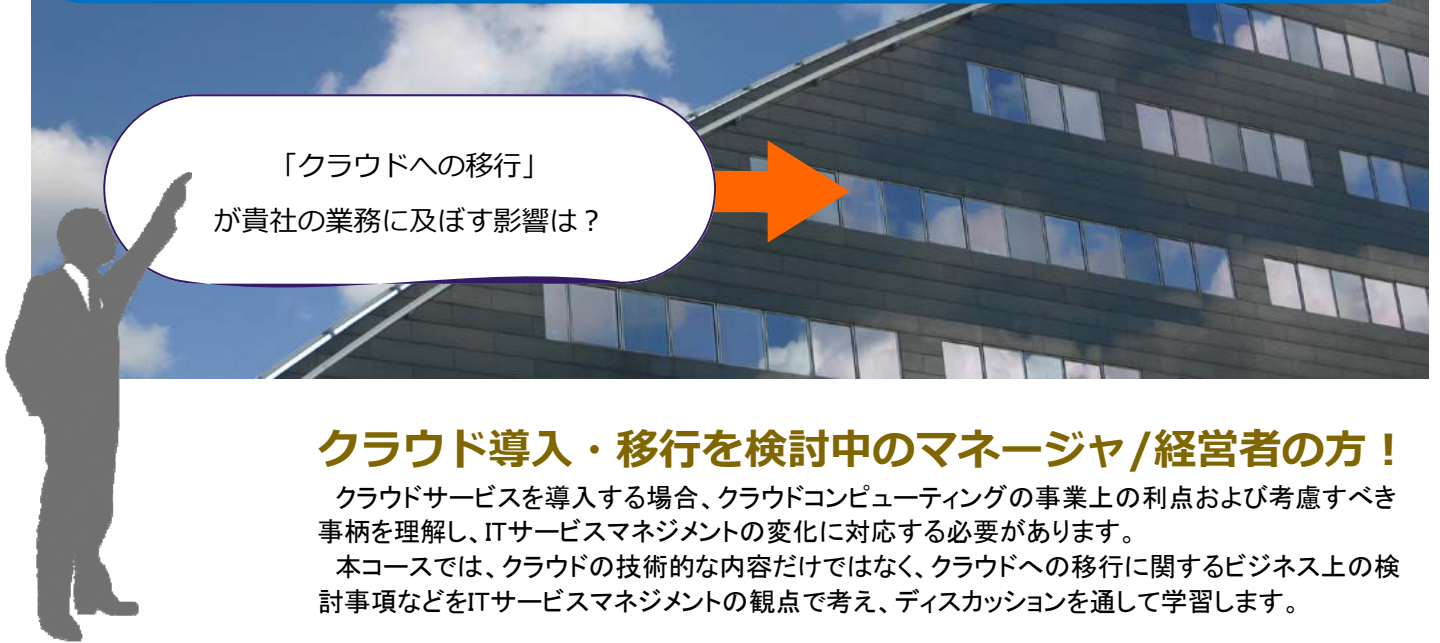 「クラウドへの移行」
が貴社の業務に及ぼす影響は？
クラウド導入・移行を検討中のマネージャ/経営者の方！
クラウドサービスを導入する場合、クラウドコンピューティングの事業上の利点および考慮すべき
事柄を理解し、ITサービスマネジメントの変化に対応する必要があります。
本コースでは、クラウドの技術的な内容だけではなく、クラウドへの移行に関するビジネス上の検
討事項などをITサービスマネジメントの観点で考え、ディスカッションを通して学習します。